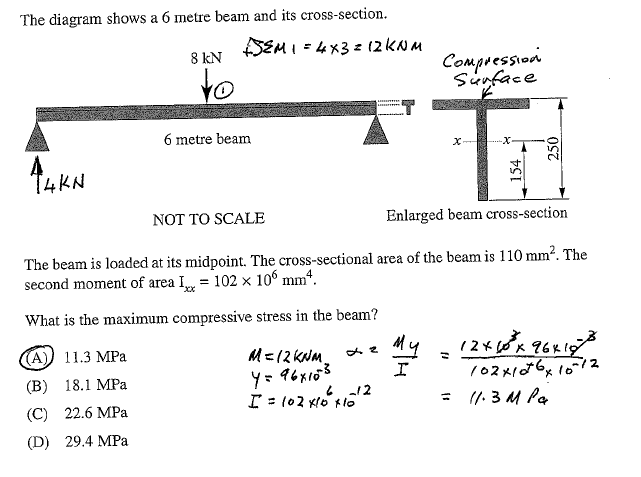 The diagram shows a 6 metre beam and its cross-section.
8 kN
+↻ΣM1 = 4×3 = 12KNM
①
Compression
Surface
6 metre beam
4KN
x
x
154
250
NOT TO SCALE
Enlarged beam cross-section
The beam is loaded at its midpoint. The cross-sectional area of the beam is 110 mm². The
second moment of area Ixx = 102 × 10⁶ mm⁴.
What is the maximum compressive stress in the beam?
(A) 11.3 MPa
(B) 18.1 MPa
(C) 22.6 MPa
(D) 29.4 MPa
M=12KNM
y = 96×10⁻³
I = 102×10⁶×10⁻¹²
= My/I = 12×10³×96×10⁻³/102×10⁺⁶×10⁻¹²
= 11.3 MPa